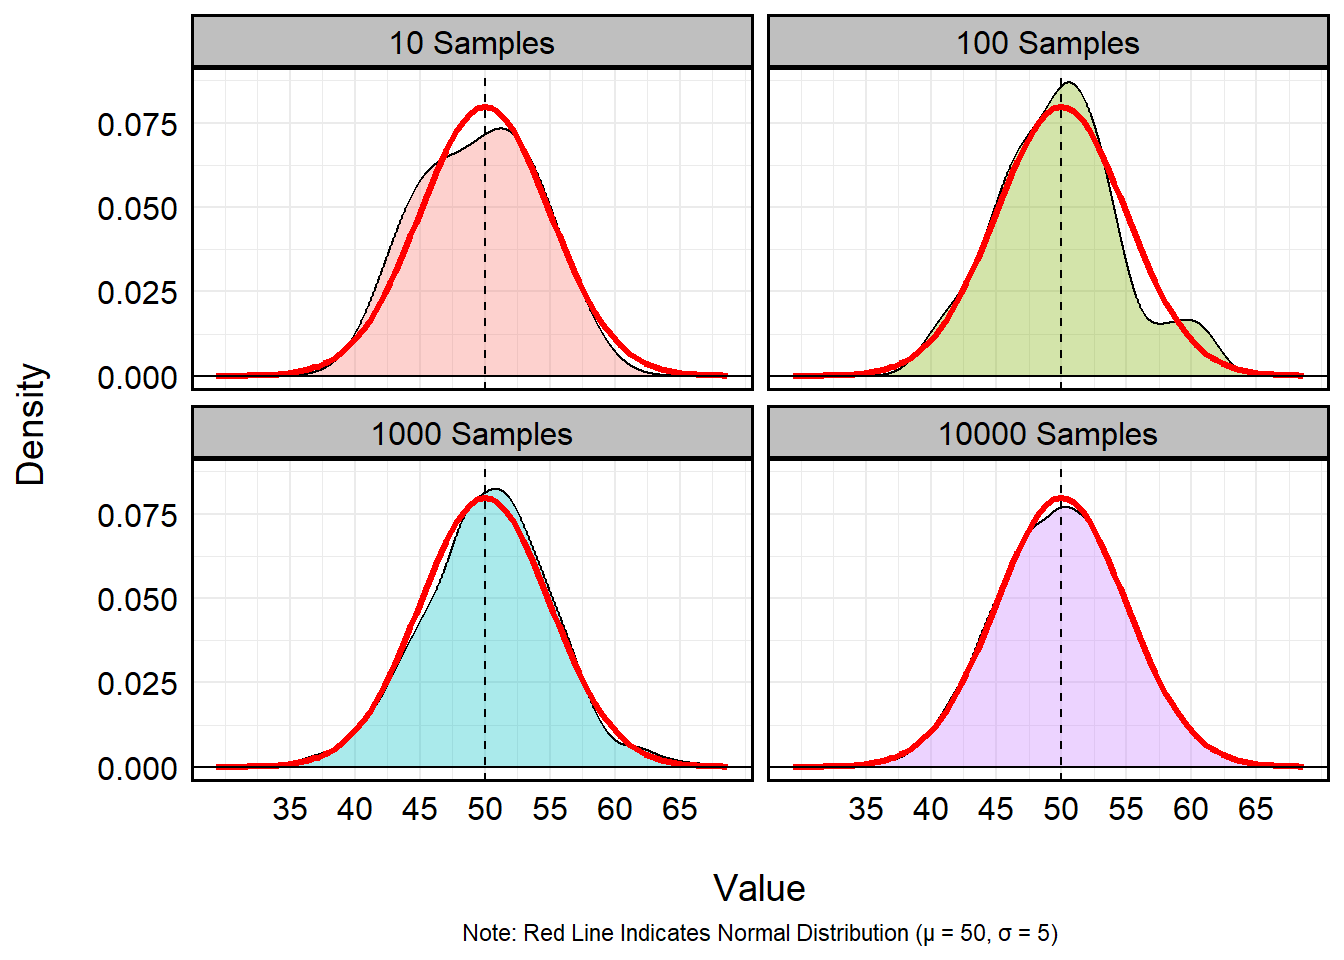 10 Samples
100 Samples
0.075
0.050
0.025
0.000
Density
1000 Samples
10000 Samples
0.075
0.050
0.025
0.000
35 40 45 50 55 60 65
35 40 45 50 55 60 65
Value
Note: Red Line Indicates Normal Distribution (μ = 50, σ = 5)